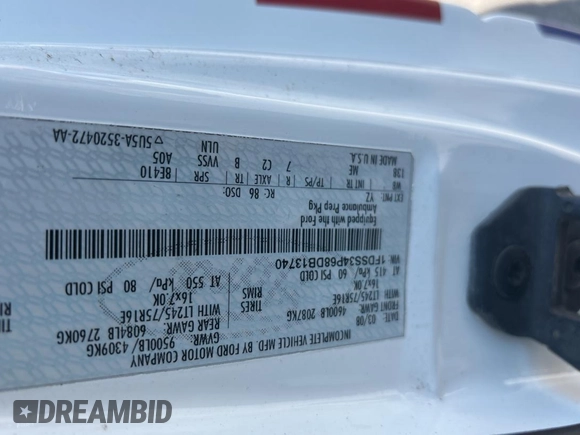 INCOMPLETE VEHICLE MFD. BY FORD MOTOR COMPANY
03/08
GVWR: 9500LB/ 4309KG
FRONT GAWR: 4600LB 2087KG
REAR GAWR: 6084LB 2760KG
WITH LT245/75R16E TIRES
WITH LT245/75R16E
16x7.0K RIMS
16x7.0K
AT 415 kPa/ 60 PSI COLD
AT 550 kPa/ 80 PSI COLD
VIN: 1FDSS34P68DB13740
Equipped with the Ford
Ambulance Prep Pkg
EXT PNT: YZ
RC: 86 DSO:
WB INT TR TP/PS R AXLE TR SPR
138 ME 7 C2 B 8E410
VVSS A05
MADE IN U.S.A.
ULN
5USA-3520472-AA
DREAMBID